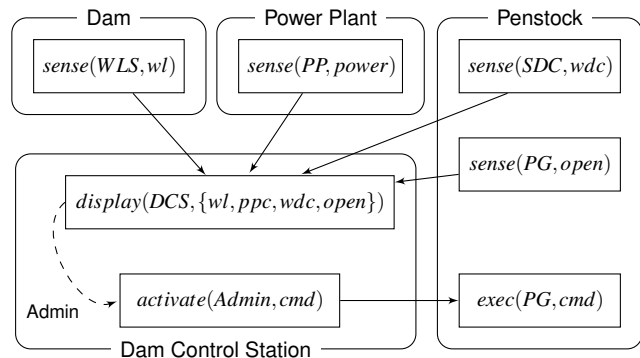 Dam
Power Plant
Penstock
sense(WLS,wl)
sense(PP,power)
sense(SDC,wdc)
sense(PG,open)
display(DCS,{wl,ppc,wdc,open})
Admin
activate(Admin,cmd)
exec(PG,cmd)
Dam Control Station